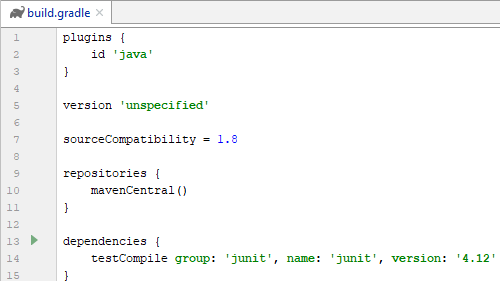 build.gradle
1 plugins {
2 id 'java'
3 }
4
5 version 'unspecified'
6
7 sourceCompatibility = 1.8
8
9 repositories {
10 mavenCentral()
11 }
12
13 dependencies {
14 testCompile group: 'junit', name: 'junit', version: '4.12'
15 }